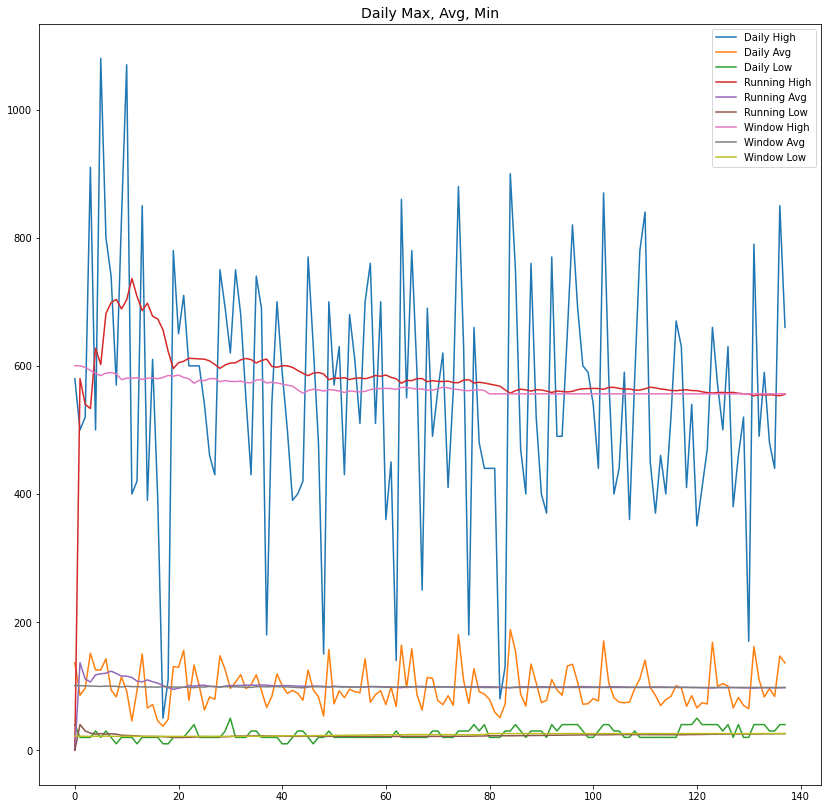 Daily Max, Avg, Min
Daily High
Daily Avg
Daily Low
Running High
Running Avg
Running Low
Window High
Window Avg
Window Low
1000
800
600
400
200
0
0 20 40 60 80 100 120 140